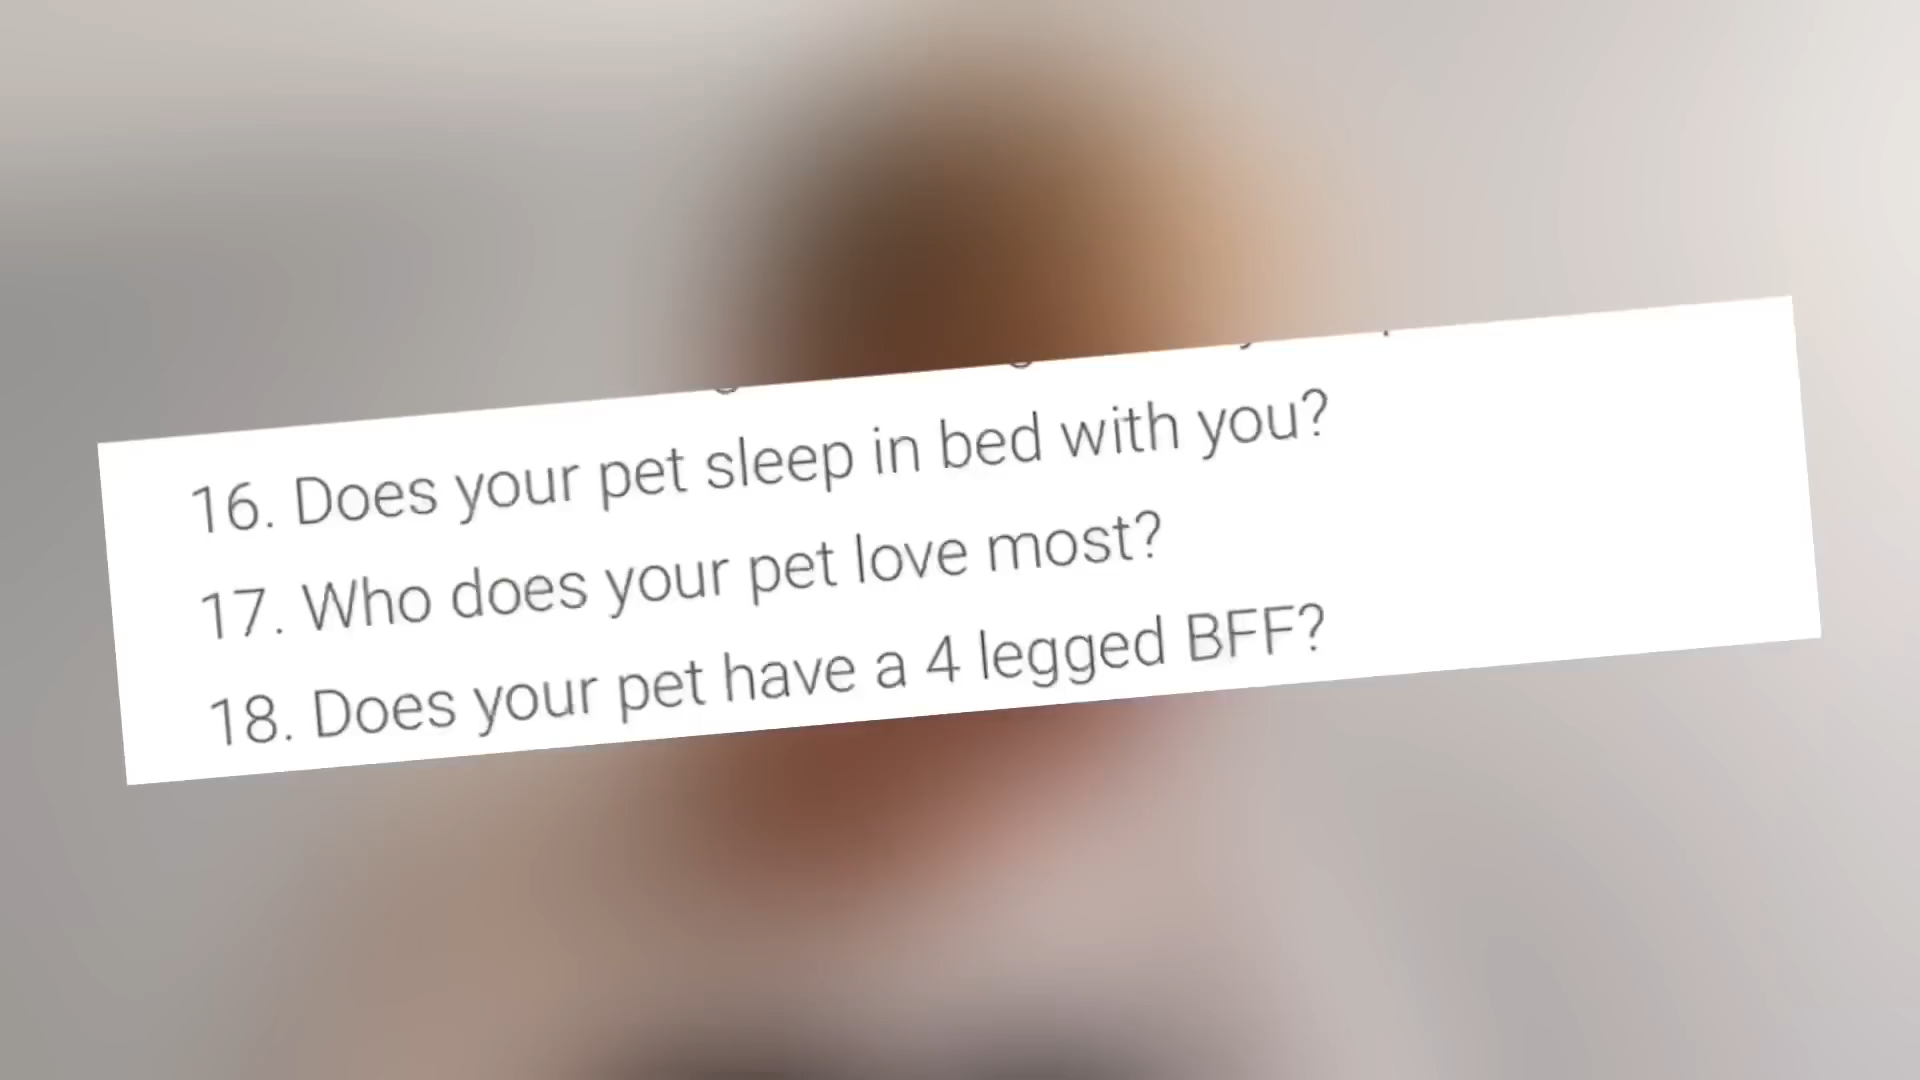 16. Does your pet sleep in bed with you?
17. Who does your pet love most?
18. Does your pet have a 4 legged BFF?